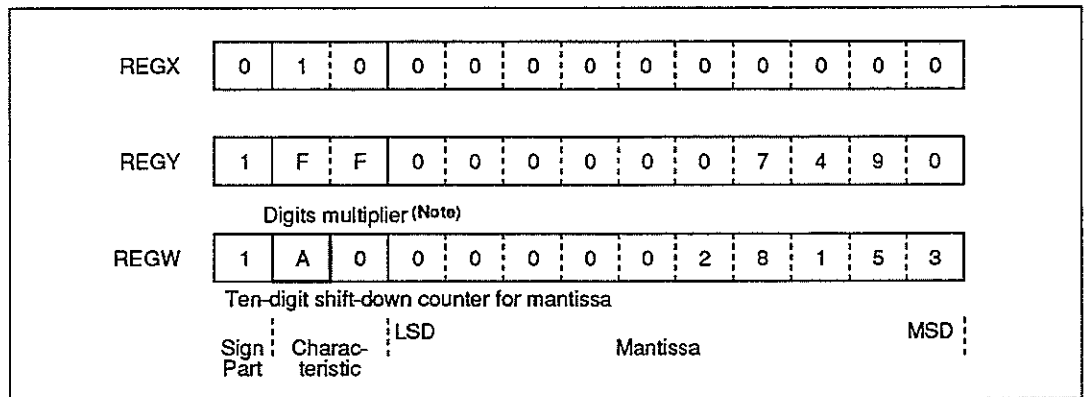 REGX 0 1 0 0 0 0 0 0 0 0 0 0 0
REGY 1 F F 0 0 0 0 0 0 7 4 9 0
Digits multiplier (Note)
REGW 1 A 0 0 0 0 0 0 2 8 1 5 3
Ten-digit shift-down counter for mantissa
Sign Part
Charac-teristic
LSD
Mantissa
MSD